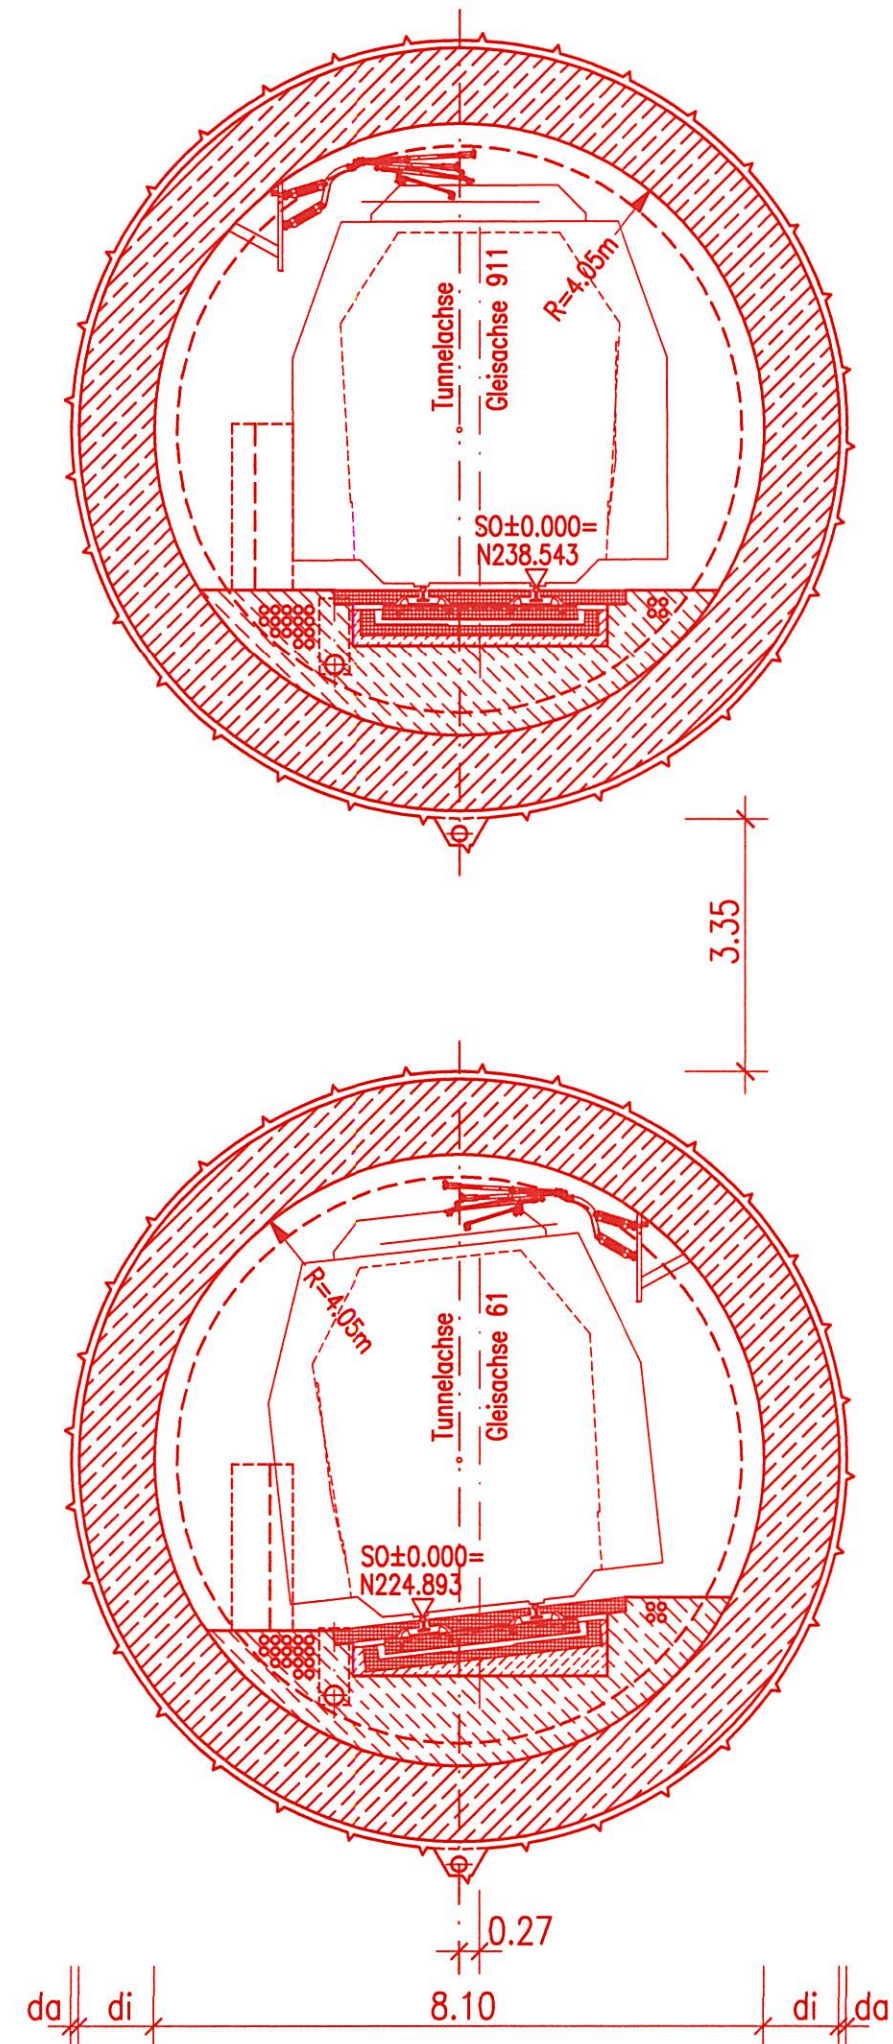 R=4.05m
Tunnelachse
Gleisachse 911
SO±0.000=
N238.543
3.35
R=4.05m
Tunnelachse
Gleisachse 61
SO±0.000=
N224.893
0.27
da di 8.10 di da